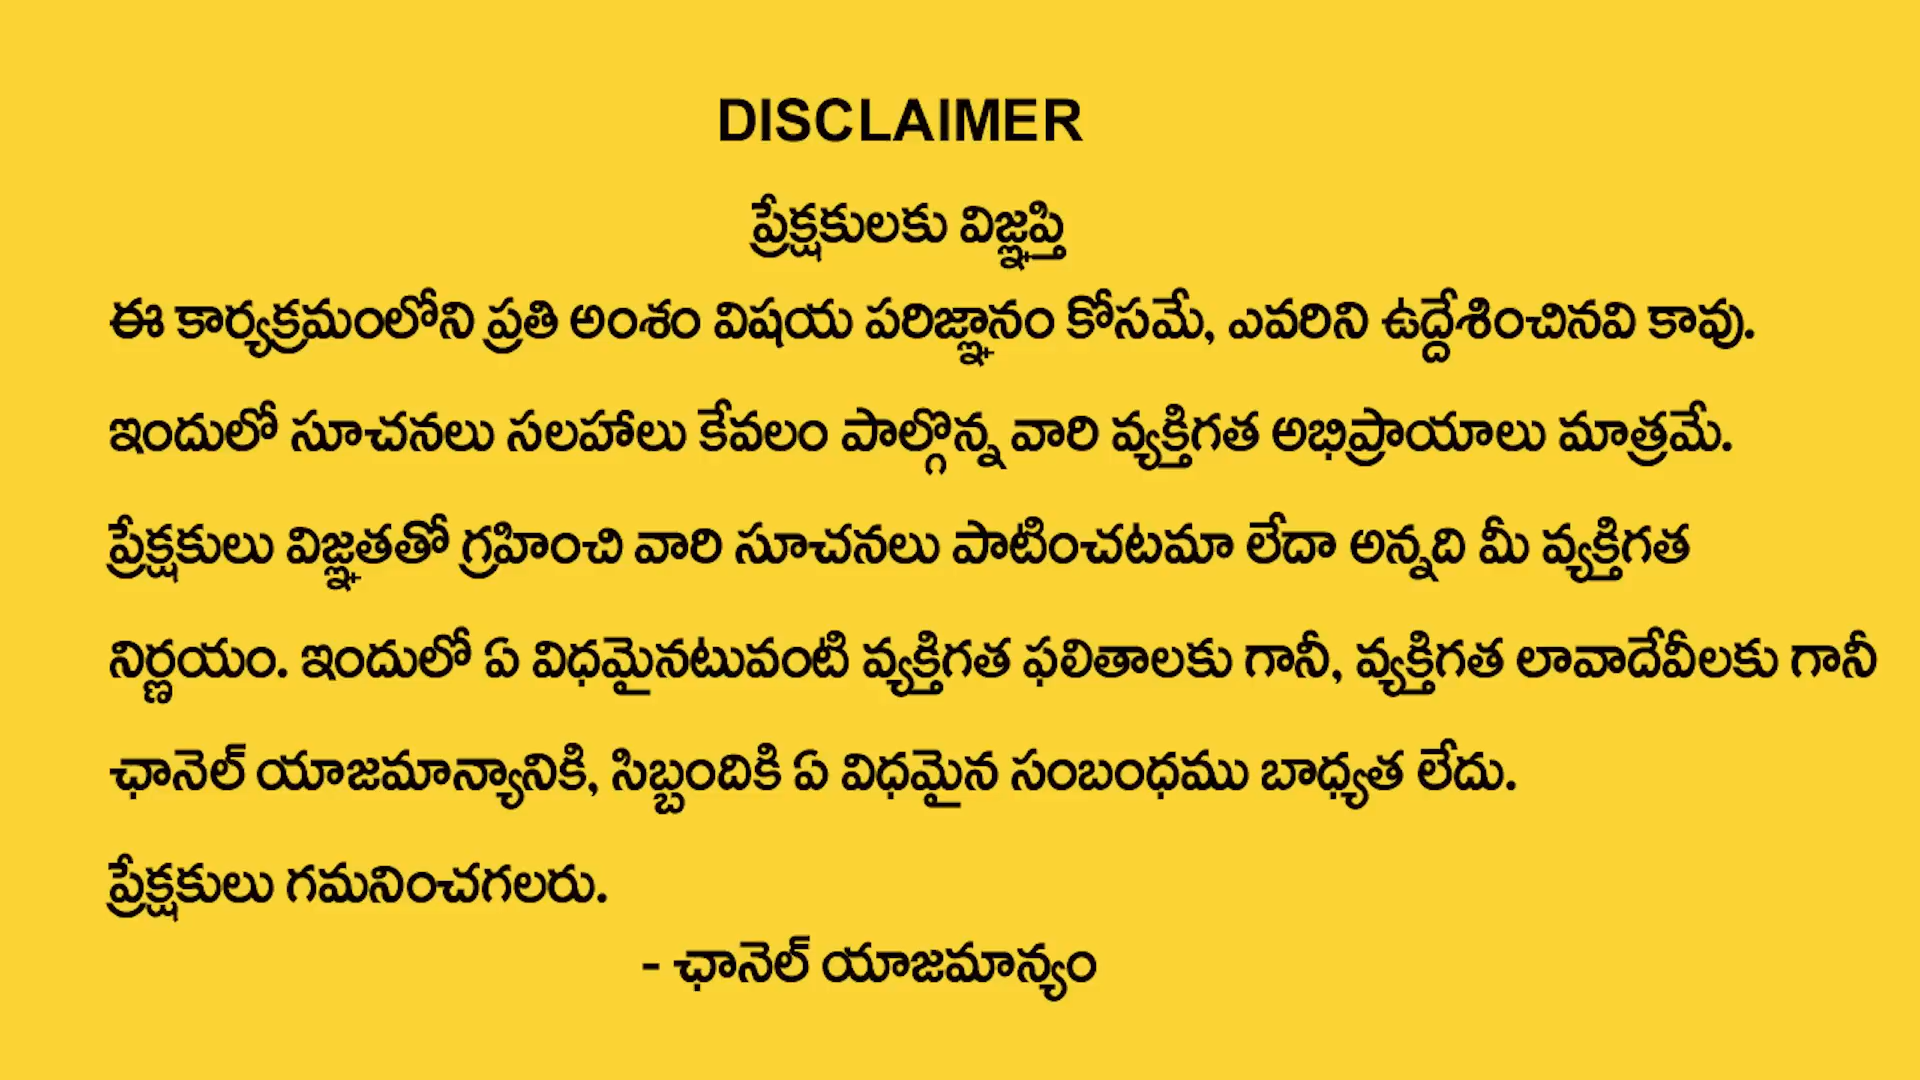 DISCLAIMER
ప్రేక్షకులకు విజ్ఞప్తి
ఈ కార్యక్రమంలోని ప్రతి అంశం విషయ పరిజ్ఞానం కోసమే, ఎవరిని ఉద్దేశించినవి కావు.
ఇందులో సూచనలు సలహాలు కేవలం పాల్గొన్న వారి వ్యక్తిగత అభిప్రాయాలు మాత్రమే.
ప్రేక్షకులు విజ్ఞతతో గ్రహించి వారి సూచనలు పాటించటమా లేదా అన్నది మీ వ్యక్తిగత
నిర్ణయం. ఇందులో ఏ విధమైనటువంటి వ్యక్తిగత ఫలితాలకు గానీ, వ్యక్తిగత లావాదేవీలకు గానీ
ఛానెల్ యాజమాన్యానికి, సిబ్బందికి ఏ విధమైన సంబంధము బాధ్యత లేదు.
ప్రేక్షకులు గమనించగలరు.
- ఛానెల్ యాజమాన్యం